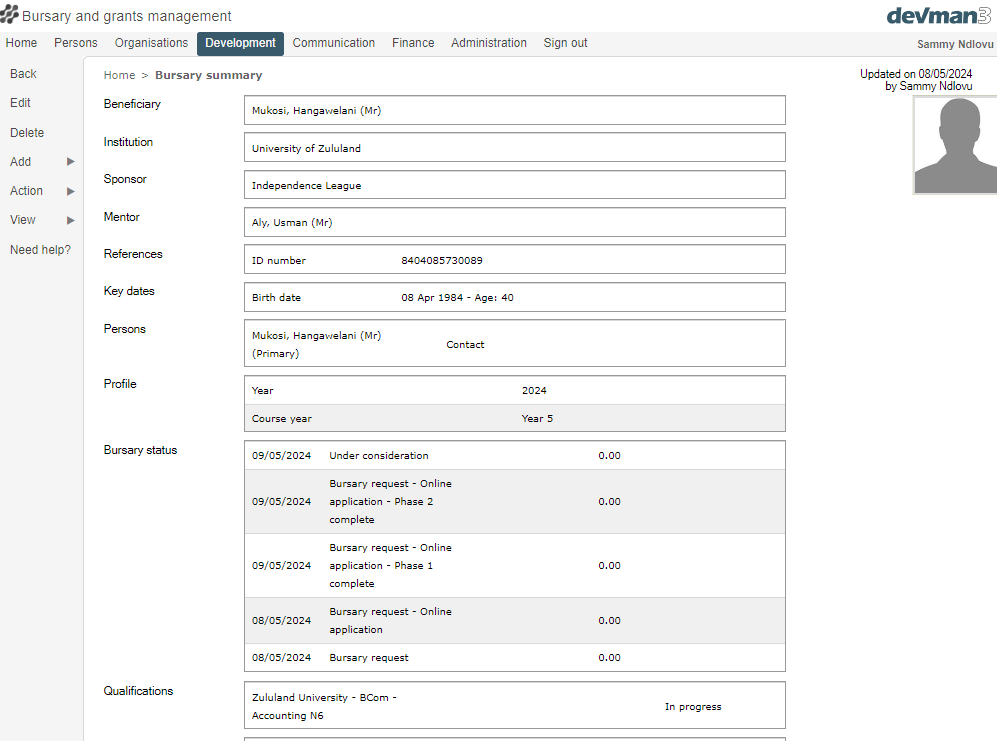 Bursary and grants management
devman3
Home Persons Organisations Development Communication Finance Administration Sign out
Sammy Ndlovu
Back
Edit
Delete
Add
Action
View
Need help?
Home > Bursary summary
Updated on 08/05/2024
by Sammy Ndlovu
Beneficiary
Mukosi, Hangawelani (Mr)
Institution
University of Zululand
Sponsor
Independence League
Mentor
Aly, Usman (Mr)
References
ID number 8404085730089
Key dates
Birth date 08 Apr 1984 - Age: 40
Persons
Mukosi, Hangawelani (Mr)
(Primary)
Contact
Profile
Year 2024
Course year Year 5
Bursary status
09/05/2024 Under consideration 0.00
Bursary request - Online
09/05/2024 application - Phase 2 0.00
complete
Bursary request - Online
09/05/2024 application - Phase 1 0.00
complete
Bursary request - Online
application
08/05/2024 0.00
08/05/2024 Bursary request 0.00
Qualifications
Zululand University - BCom -
Accounting N6
In progress